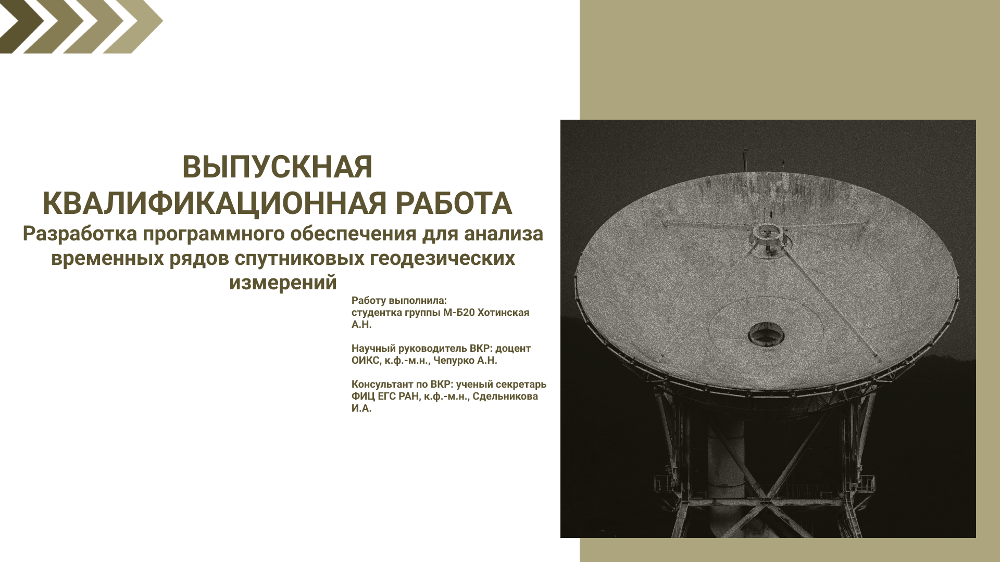 ВЫПУСКНАЯ
КВАЛИФИКАЦИОННАЯ РАБОТА
Разработка программного обеспечения для анализа
временных рядов спутниковых геодезических
измерений
Работу выполнила:
студентка группы М-Б20 Хотинская
А.Н.
Научный руководитель ВКР: доцент
ОИКС, к.ф.-м.н., Чепурко А.Н.
Консультант по ВКР: ученый секретарь
ФИЦ ЕГС РАН, к.ф.-м.н., Сдельникова
И.А.